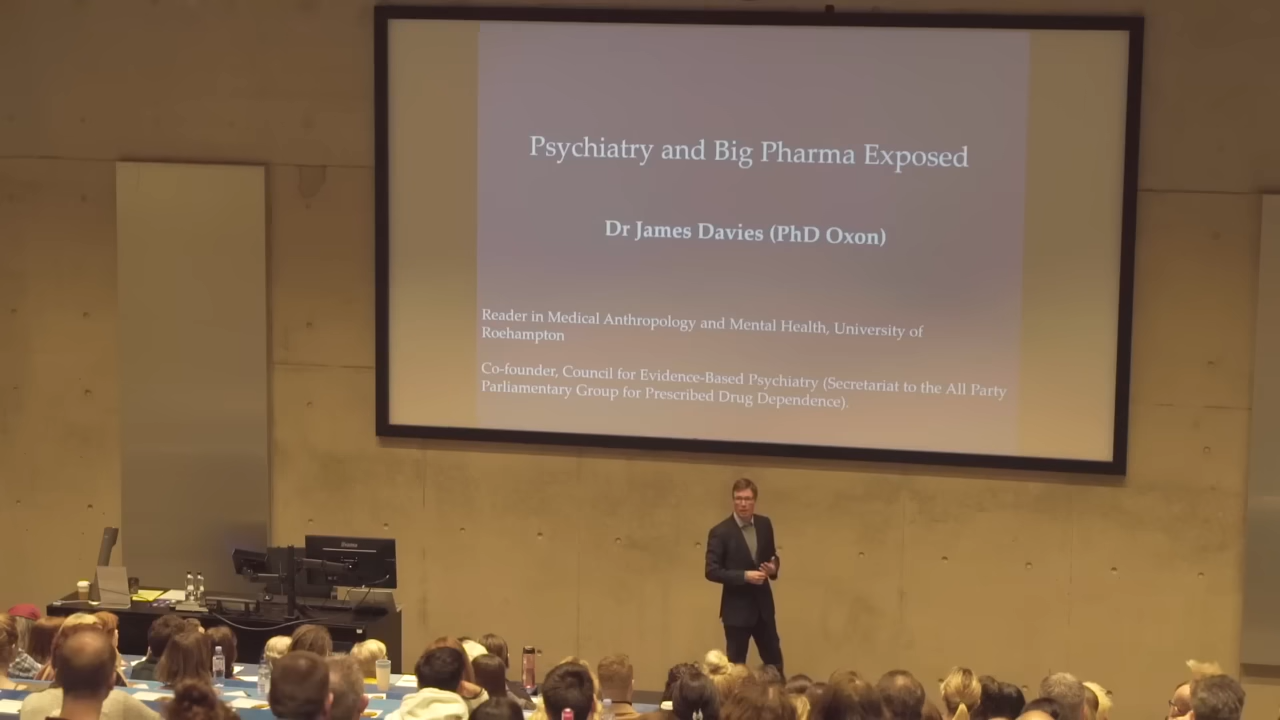 Psychiatry and Big Pharma Exposed
Dr James Davies (PhD Oxon)
Reader in Medical Anthropology and Mental Health, University of
Roehampton
Co-founder, Council for Evidence-Based Psychiatry (Secretariat to the All Party
Parliamentary Group for Prescribed Drug Dependence).